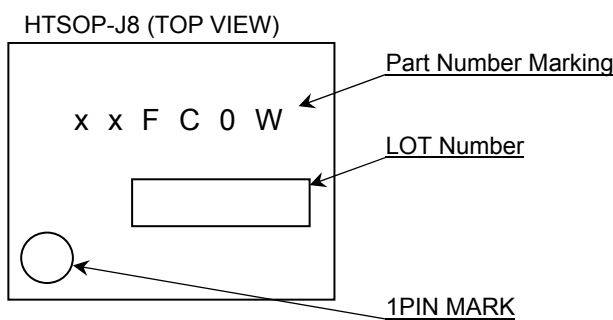 HTSOP-J8 (TOP VIEW)
Part Number Marking
x x F C 0 W
LOT Number
1PIN MARK